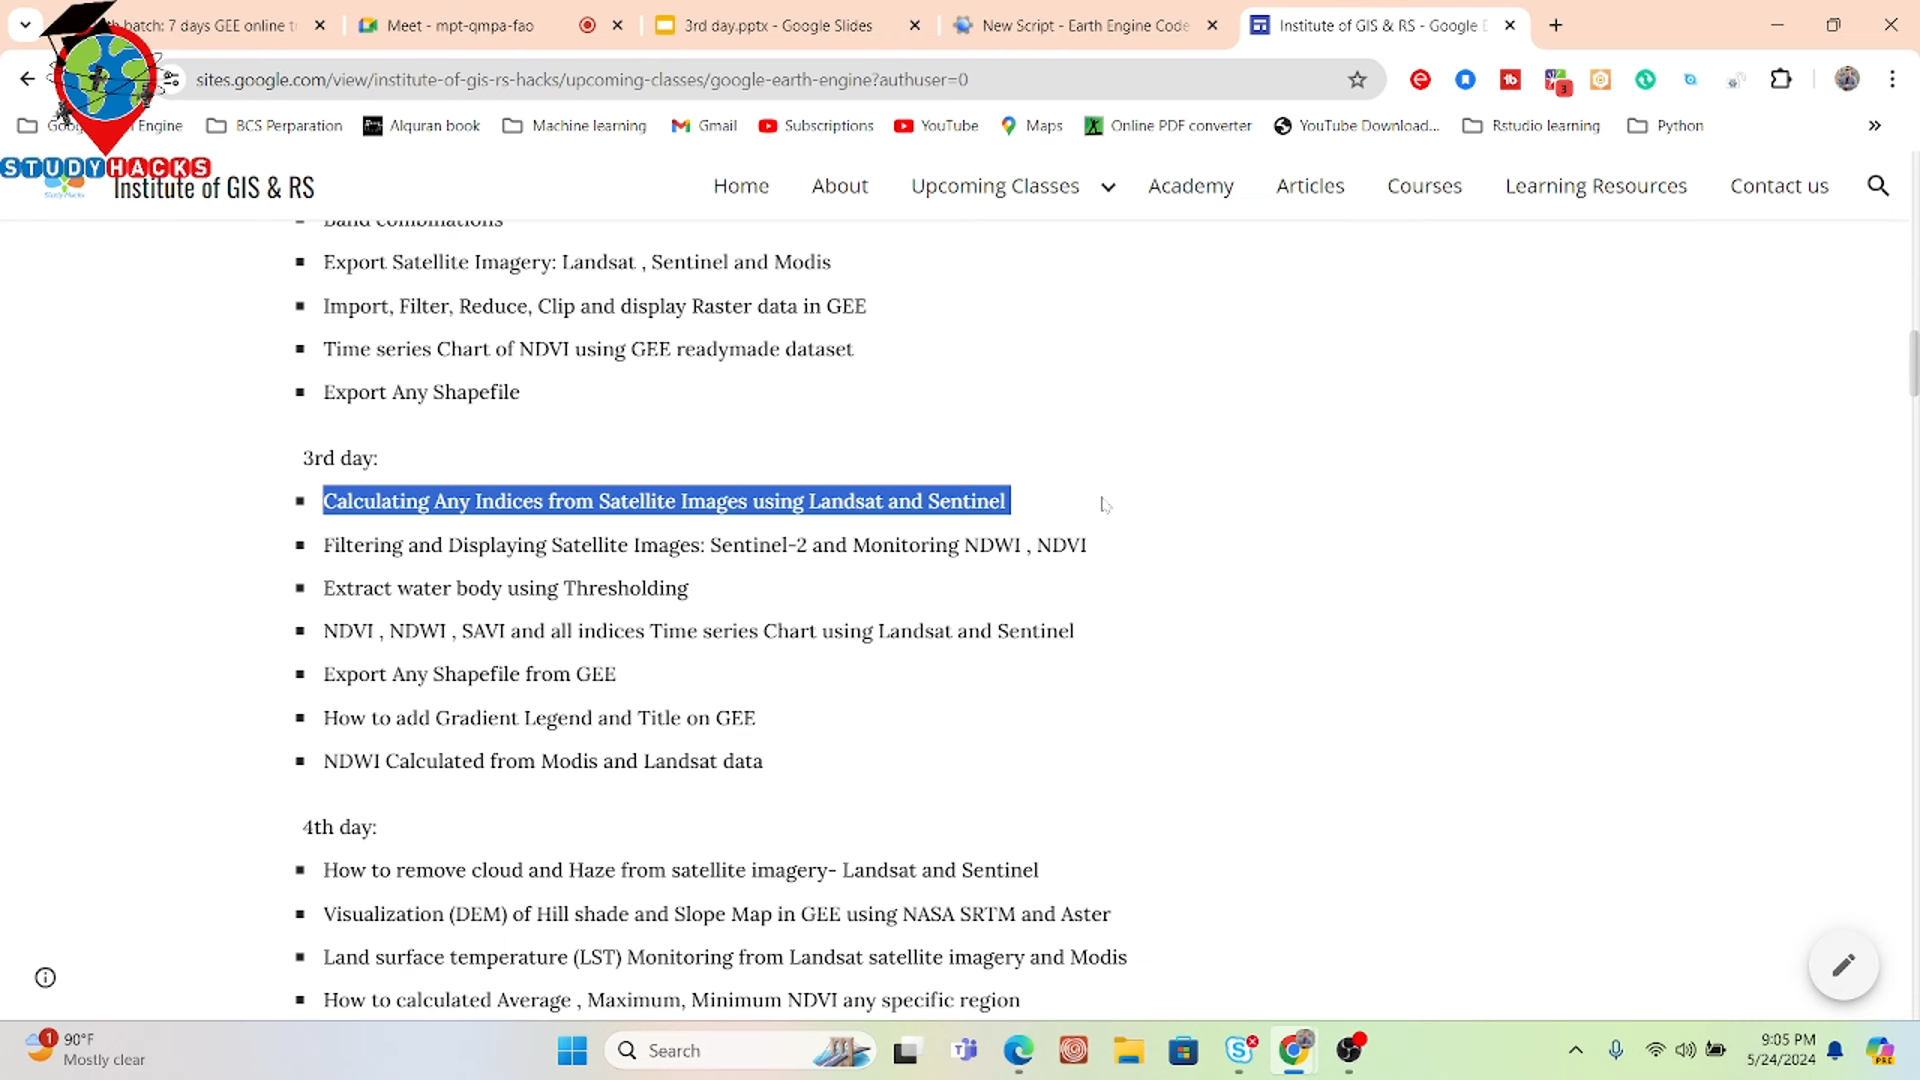 batch: 7 days GEE online tr
Meet - mpt-qmpa-fao
3rd day.pptx - Google Slides
New Script - Earth Engine Code
Institute of GIS & RS - Google E
sites.google.com/view/institute-of-gis-rs-hacks/upcoming-classes/google-earth-engine?authuser=0
3
Engine
BCS Perparation
Alquran book
Machine learning
Gmail
Subscriptions
YouTube
Maps
Online PDF converter
YouTube Download...
Rstudio learning
Python
STUDYHACKS
Institute of GIS & RS
Home
About
Upcoming Classes
Academy
Articles
Courses
Learning Resources
Contact us
Band combinations
Export Satellite Imagery: Landsat , Sentinel and Modis
Import, Filter, Reduce, Clip and display Raster data in GEE
Time series Chart of NDVI using GEE readymade dataset
Export Any Shapefile
3rd day:
Calculating Any Indices from Satellite Images using Landsat and Sentinel
Filtering and Displaying Satellite Images: Sentinel-2 and Monitoring NDWI , NDVI
Extract water body using Thresholding
NDVI , NDWI , SAVI and all indices Time series Chart using Landsat and Sentinel
Export Any Shapefile from GEE
How to add Gradient Legend and Title on GEE
NDWI Calculated from Modis and Landsat data
4th day:
How to remove cloud and Haze from satellite imagery- Landsat and Sentinel
Visualization (DEM) of Hill shade and Slope Map in GEE using NASA SRTM and Aster
Land surface temperature (LST) Monitoring from Landsat satellite imagery and Modis
How to calculated Average , Maximum, Minimum NDVI any specific region
1
90°F
Mostly clear
Search
9:05 PM
5/24/2024
PRE